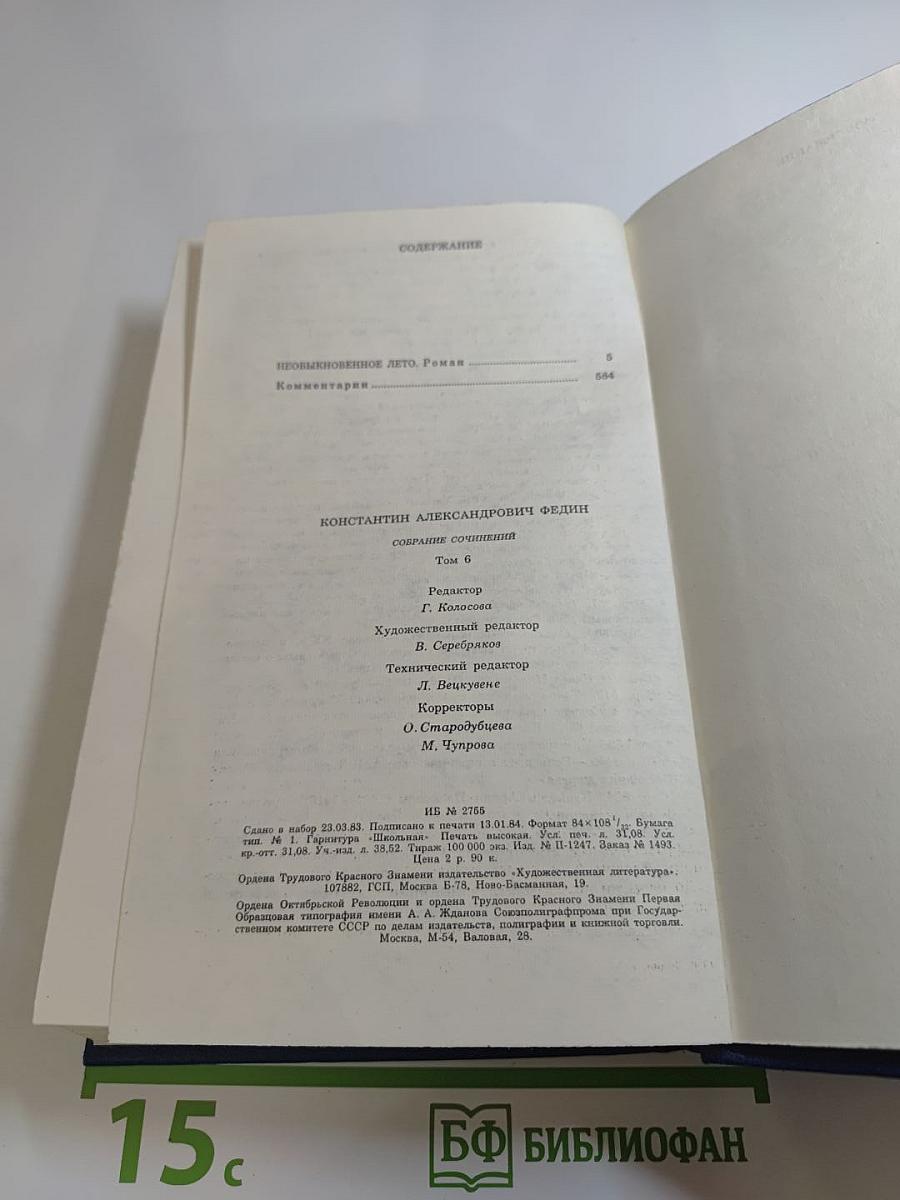 СОДЕРЖАНИЕ
НЕОБЫКНОВЕННОЕ ЛЕТО. Роман ........ 5
Комментарии ........ 584
КОНСТАНТИН АЛЕКСАНДРОВИЧ ФЕДИН
СОБРАНИЕ СОЧИНЕНИЙ
Том 6
Редактор
Г. Колосова
Художественный редактор
В. Серебряков
Технический редактор
Л. Вецкувене
Корректоры
О. Стародубцева
М. Чупрова
ИБ № 2755
Сдано в набор 23.03.83. Подписано к печати 13.01.84. Формат 84×108 1/32. Бумага
тип. № 1. Гарнитура «Школьная» Печать высокая. Усл. печ. л. 31,08. Усл.
кр.-отт. 31,08. Уч.-изд. л. 38,52. Тираж 100 000 экз. Изд. № II-1247. Заказ № 1493.
Цена 2 р. 90 к.
Ордена Трудового Красного Знамени издательство «Художественная литература».
107882, ГСП, Москва Б-78, Ново-Басманная, 19.
Ордена Октябрьской Революции и ордена Трудового Красного Знамени Первая
Образцовая типография имени А. А. Жданова Союзполиграфпрома при Государ-
ственном комитете СССР по делам издательств, полиграфии и книжной торговли.
Москва, М-54, Валовая, 28.
15 с
БФ БИБЛИОФАН